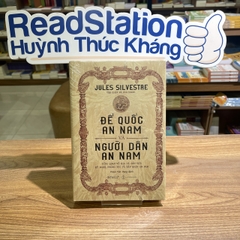 ReadStation
Huỳnh Thúc Kháng
JULES SILVESTRE
ĐẾ QUỐC
AN NAM
VÀ
NGƯỜI DÂN
AN NAM